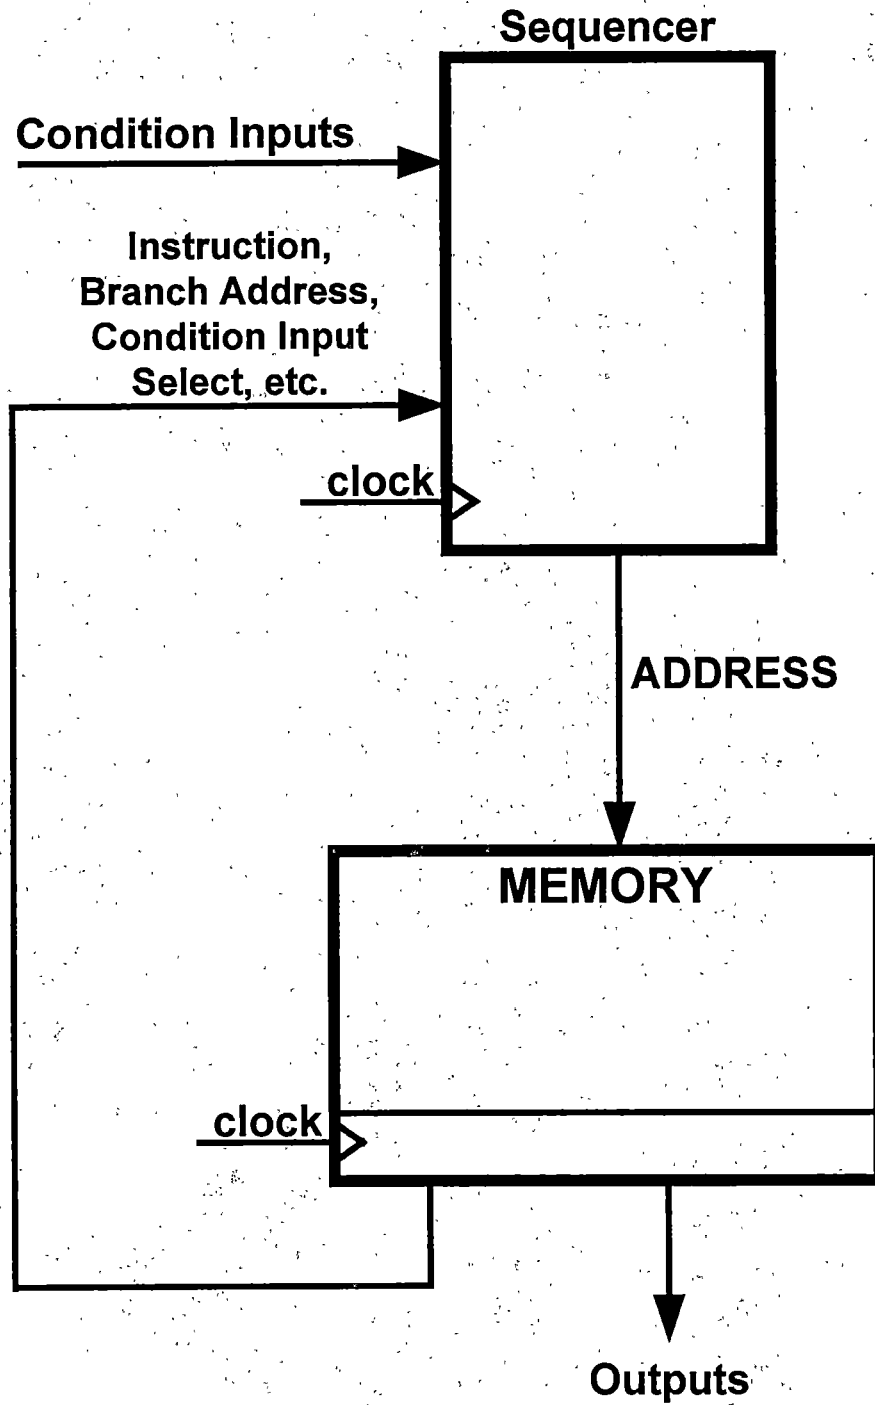 Sequencer
Condition Inputs
Instruction,
Branch Address,
Condition Input
Select, etc.
clock
ADDRESS
MEMORY
clock
Outputs